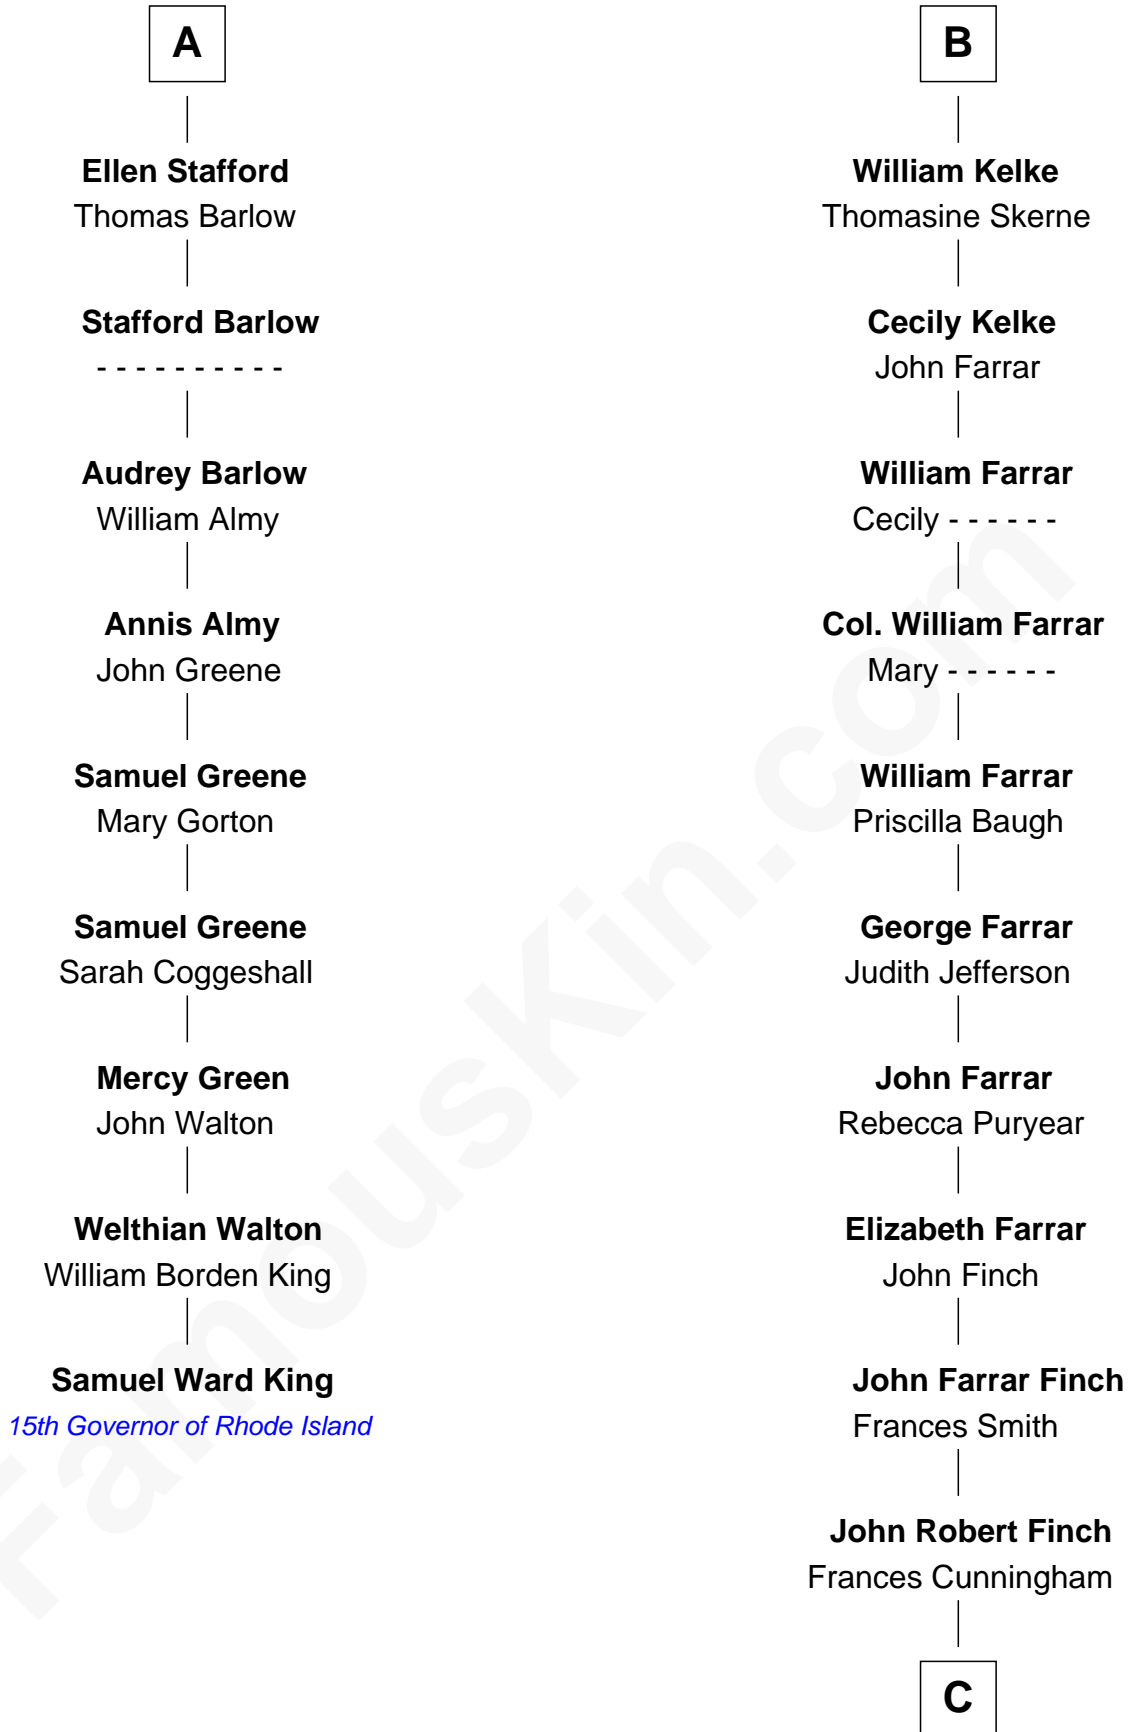 A
Ellen Stafford
Thomas Barlow
Stafford Barlow
- - - - - - - - - -
Audrey Barlow
William Almy
Annis Almy
John Greene
Samuel Greene
Mary Gorton
Samuel Greene
Sarah Coggeshall
Mercy Green
John Walton
Welthian Walton
William Borden King
Samuel Ward King
15th Governor of Rhode Island
B
William Kelke
Thomasine Skerne
Cecily Kelke
John Farrar
William Farrar
Cecily - - - - - -
Col. William Farrar
Mary - - - - - -
William Farrar
Priscilla Baugh
George Farrar
Judith Jefferson
John Farrar
Rebecca Puryear
Elizabeth Farrar
John Finch
John Farrar Finch
Frances Smith
John Robert Finch
Frances Cunningham
C
FamousKin.com